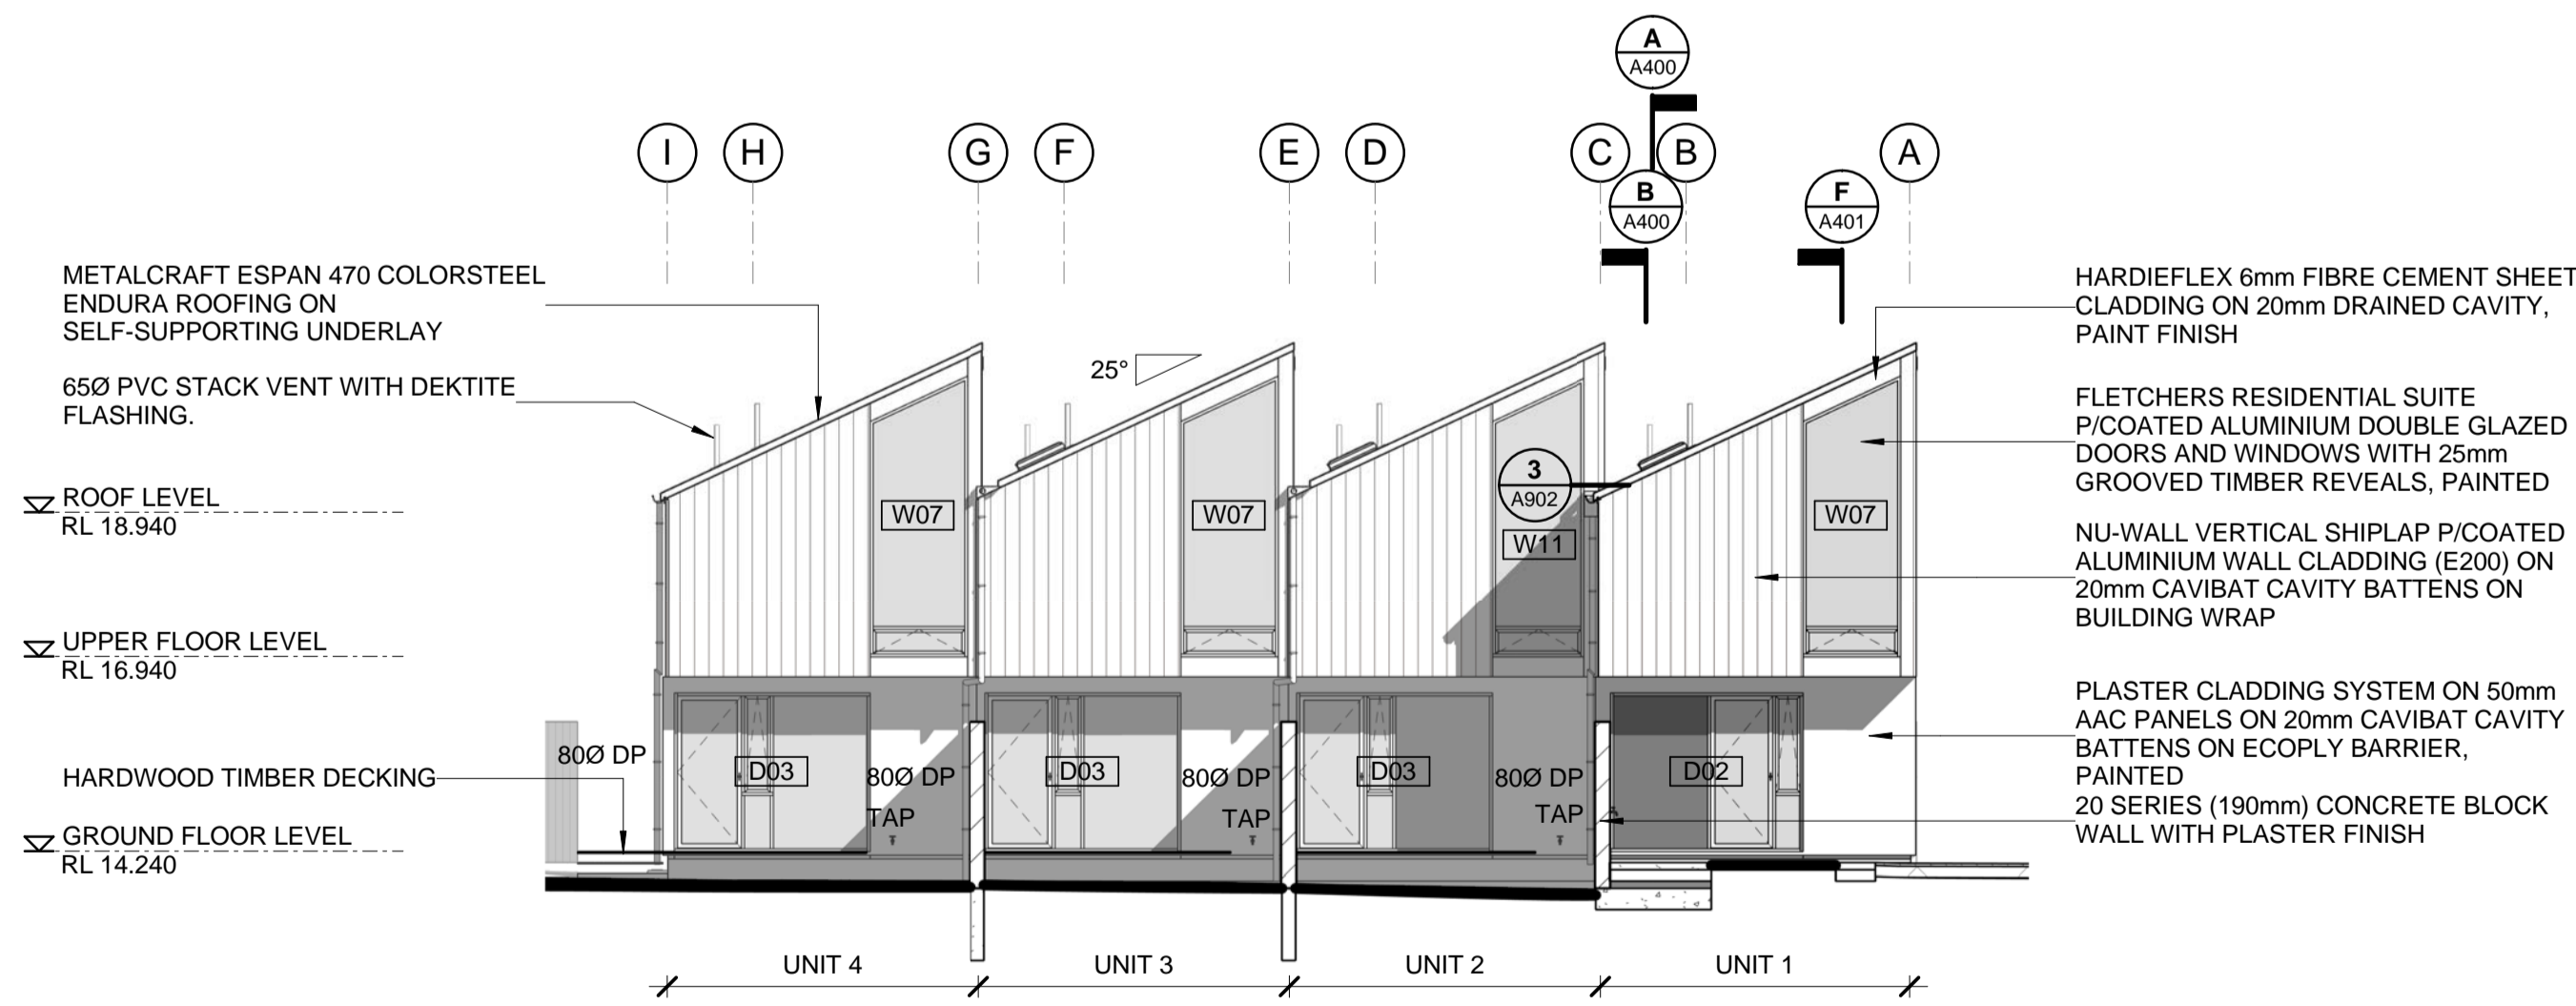 A
A400
I
H
G
F
E
D
C
B
A
B
A400
F
A401
METALCRAFT ESPAN 470 COLORSTEEL
ENDURA ROOFING ON
SELF-SUPPORTING UNDERLAY
65Ø PVC STACK VENT WITH DEKTITE
FLASHING.
ROOF LEVEL
RL 18.940
UPPER FLOOR LEVEL
RL 16.940
HARDWOOD TIMBER DECKING
GROUND FLOOR LEVEL
RL 14.240
25°
3
A902
W07
W07
W11
W07
80Ø DP
D03
80Ø DP
TAP
D03
80Ø DP
TAP
D03
80Ø DP
TAP
D02
HARDIEFLEX 6mm FIBRE CEMENT SHEET
CLADDING ON 20mm DRAINED CAVITY,
PAINT FINISH
FLETCHERS RESIDENTIAL SUITE
P/COATED ALUMINIUM DOUBLE GLAZED
DOORS AND WINDOWS WITH 25mm
GROOVED TIMBER REVEALS, PAINTED
NU-WALL VERTICAL SHIPLAP P/COATED
ALUMINIUM WALL CLADDING (E200) ON
20mm CAVIBAT CAVITY BATTENS ON
BUILDING WRAP
PLASTER CLADDING SYSTEM ON 50mm
AAC PANELS ON 20mm CAVIBAT CAVITY
BATTENS ON ECOPLY BARRIER,
PAINTED
20 SERIES (190mm) CONCRETE BLOCK
WALL WITH PLASTER FINISH
UNIT 4
UNIT 3
UNIT 2
UNIT 1